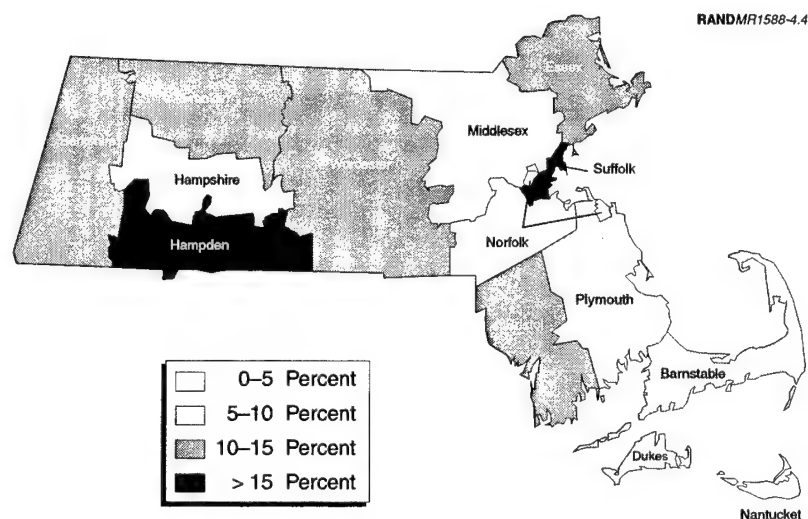 RANDMR1588-4.4
Middlesex
Suffolk
Hampshire
Hampden
Norfolk
Plymouth
Barnstable
Dukes
Nantucket
0–5 Percent
5–10 Percent
10–15 Percent
> 15 Percent